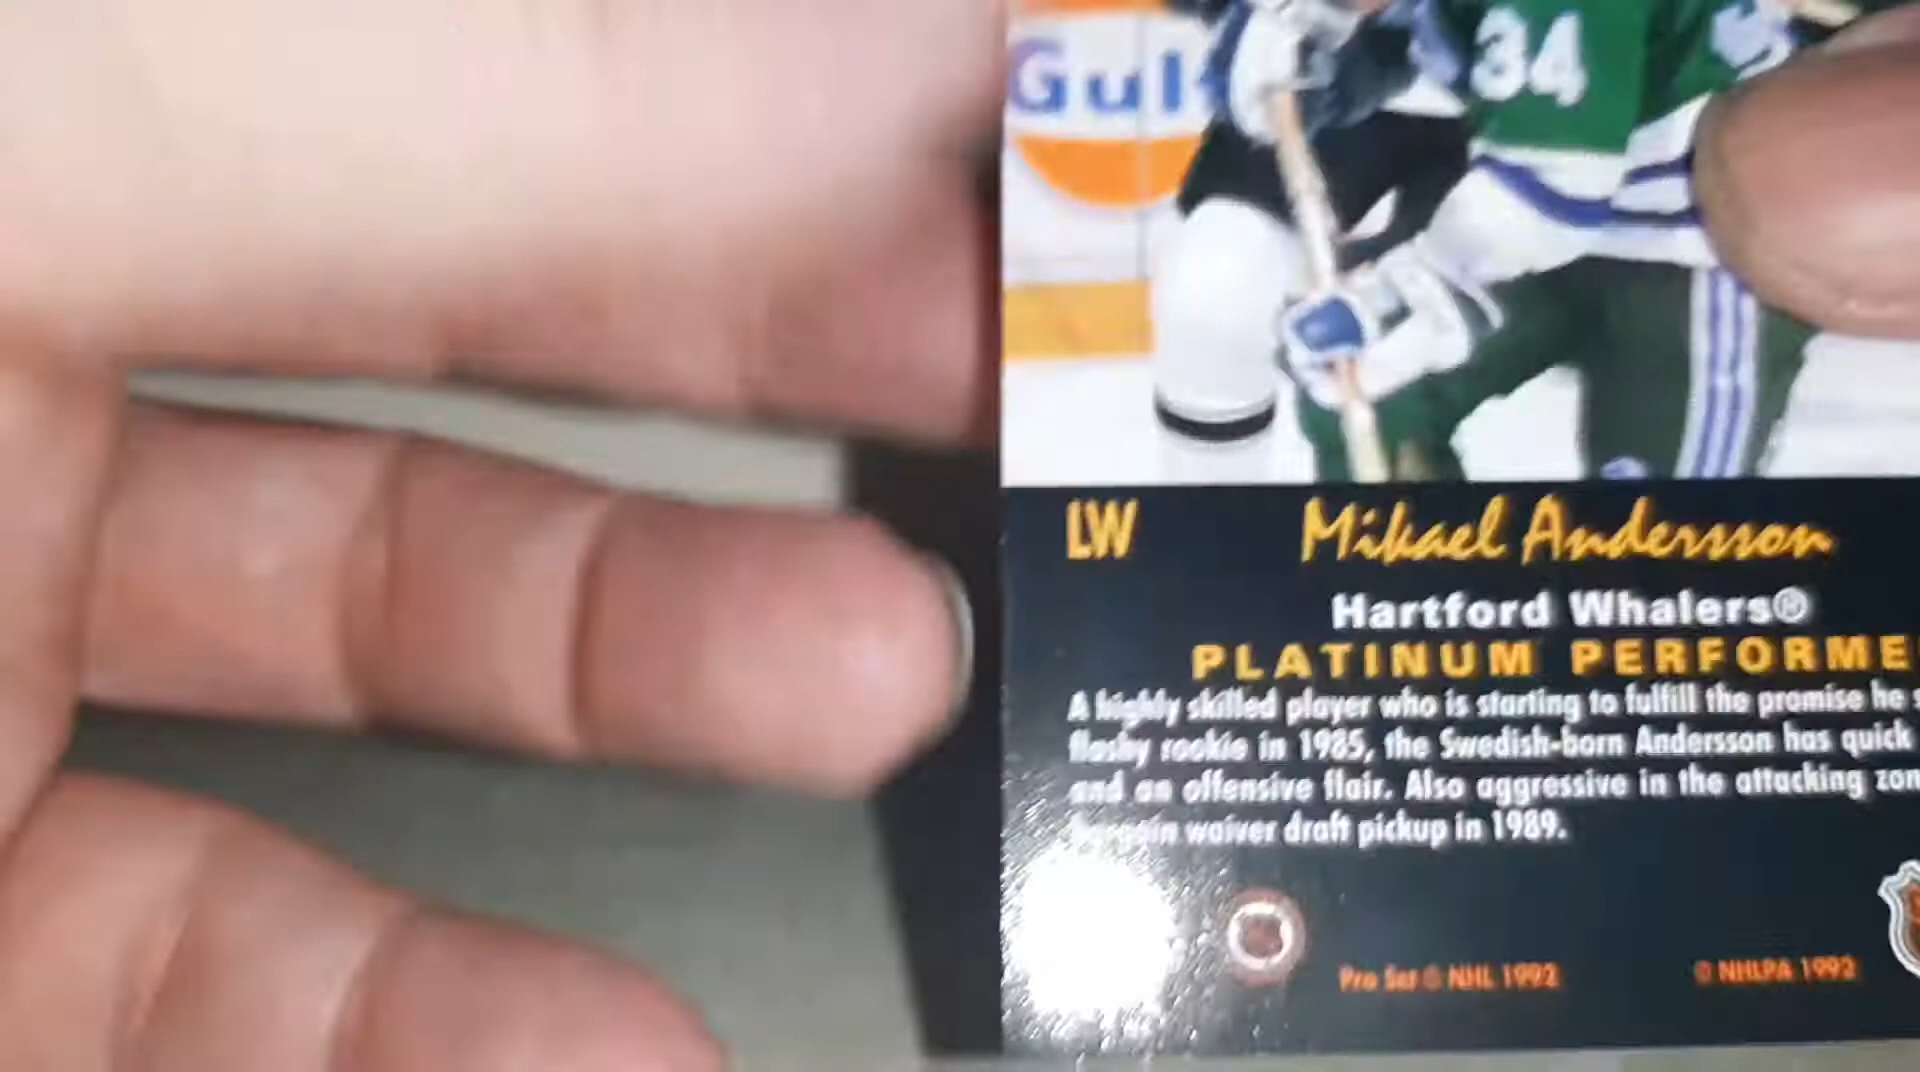 Gulf
34
LW
Mikael Andersson
Hartford Whalers®
PLATINUM PERFORME
A highly skilled player who is starting to fulfill the promise he s
flashy rookie in 1985, the Swedish-born Andersson has quick
and an offensive flair. Also aggressive in the attacking zon
bargain waiver draft pickup in 1989.
Pro Set © NHL 1992
© NHLPA 1992